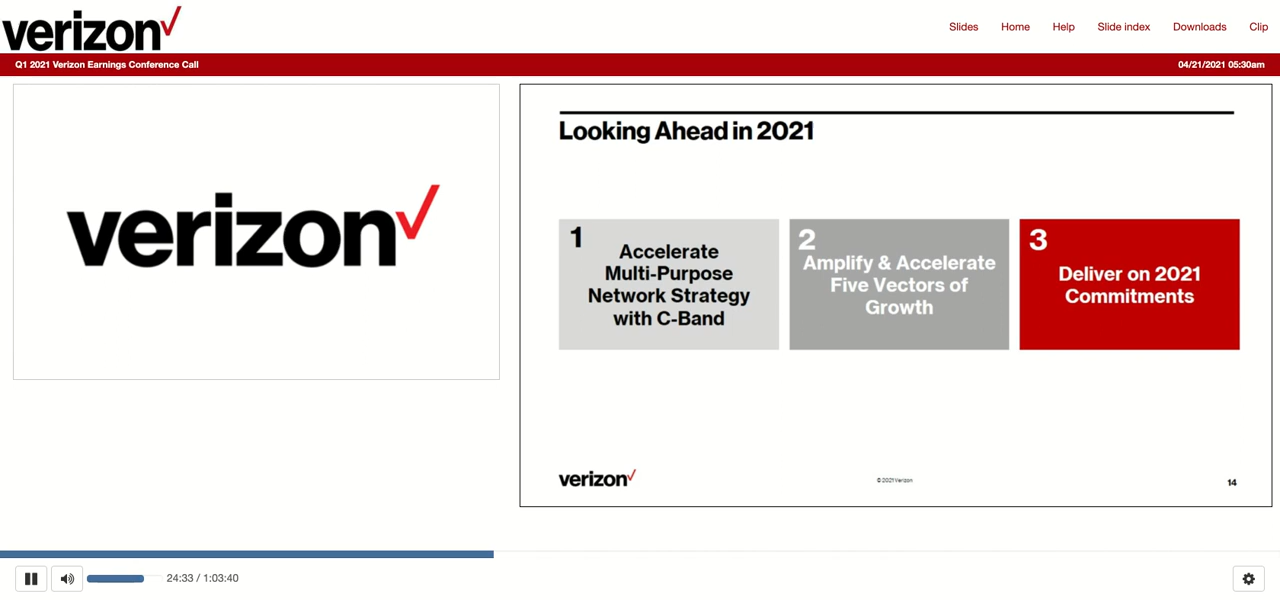 verizon
Slides Home Help Slide index Downloads Clip
Q1 2021 Verizon Earnings Conference Call
04/21/2021 05:30am
verizon
Looking Ahead in 2021
1
Accelerate
Multi-Purpose
Network Strategy
with C-Band
2
Amplify & Accelerate
Five Vectors of
Growth
3
Deliver on 2021
Commitments
verizon
© 2021 Verizon
14
24:33 / 1:03:40